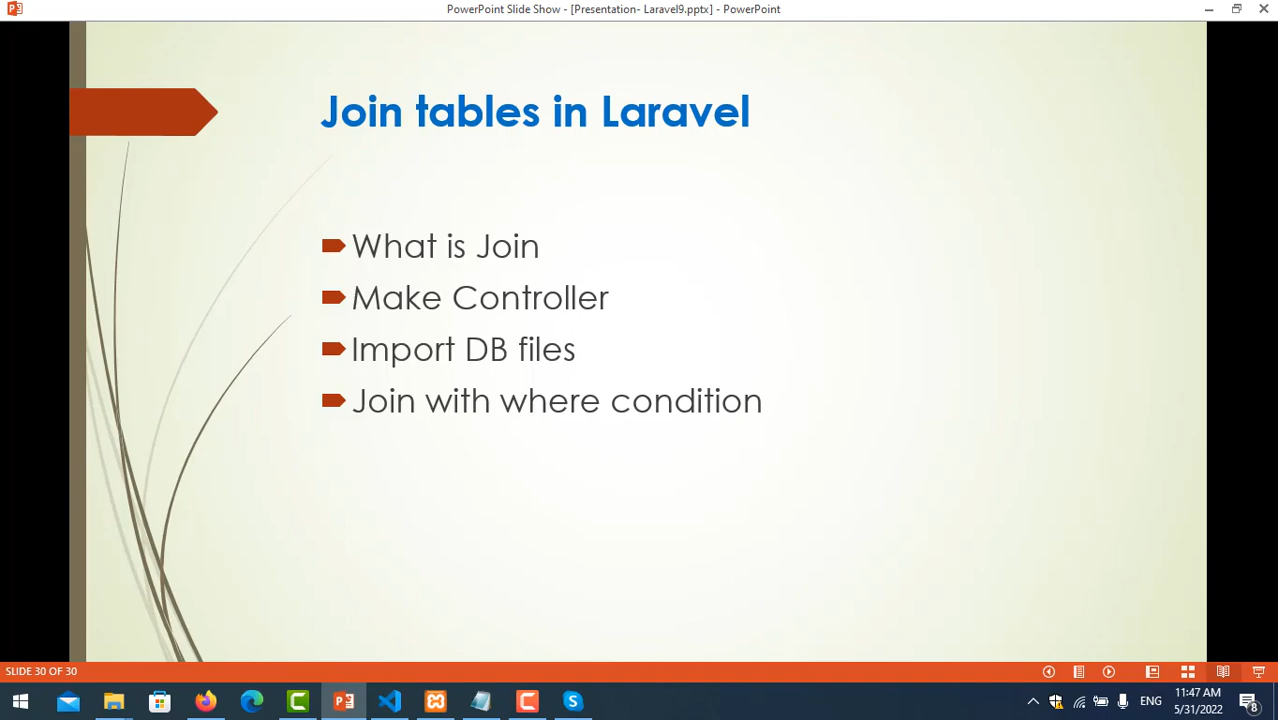 PowerPoint Slide Show - [Presentation- Laravel9.pptx] - PowerPoint
Join tables in Laravel
What is Join
Make Controller
Import DB files
Join with where condition
SLIDE 30 OF 30
ENG
11:47 AM
5/31/2022
8